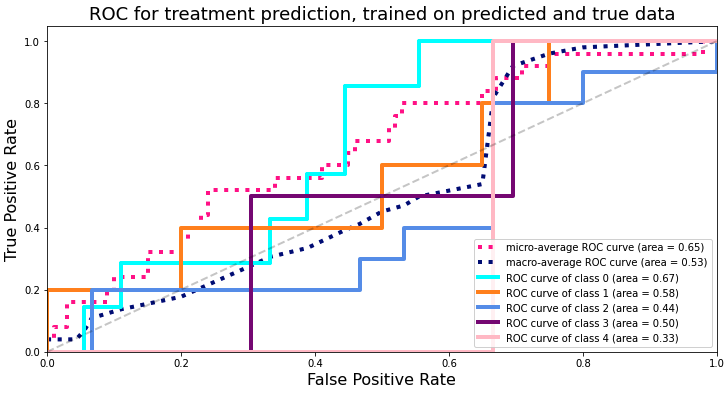 ROC for treatment prediction, trained on predicted and true data
True Positive Rate
1.0
0.8
0.6
0.4
0.2
0.0
micro-average ROC curve (area = 0.65)
macro-average ROC curve (area = 0.53)
ROC curve of class 0 (area = 0.67)
ROC curve of class 1 (area = 0.58)
ROC curve of class 2 (area = 0.44)
ROC curve of class 3 (area = 0.50)
ROC curve of class 4 (area = 0.33)
0.0 0.2 0.4 0.6 0.8 1.0
False Positive Rate